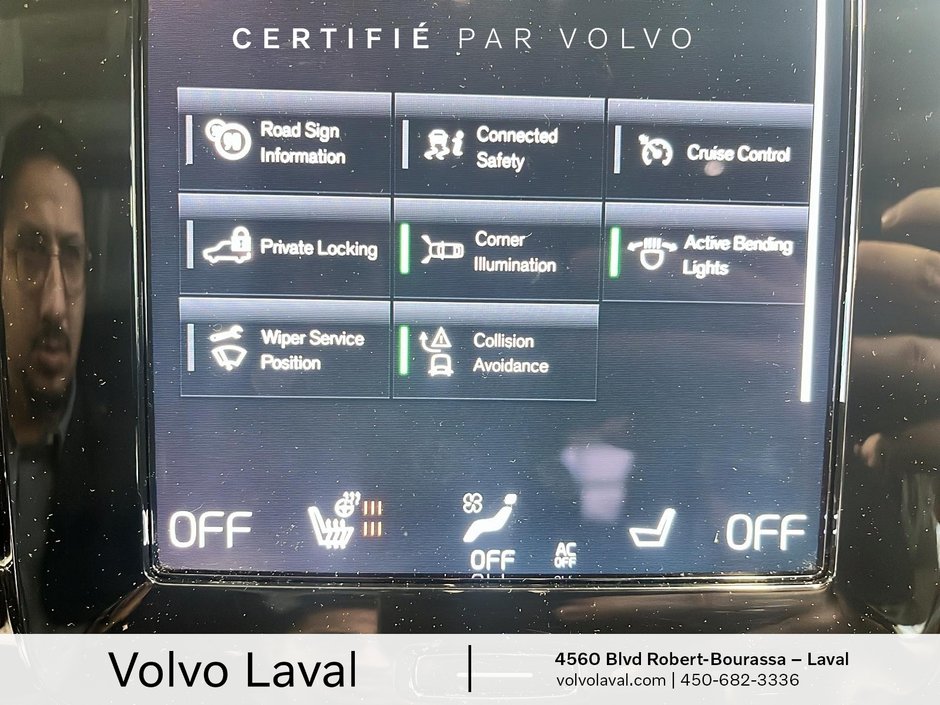 CERTIFIÉ PAR VOLVO
Road Sign
Information
Connected
Safety
Cruise Control
Private Locking
Corner
Illumination
Active Bending
Lights
Wiper Service
Position
Collision
Avoidance
OFF
OFF
AC
OFF
OFF
Volvo Laval
4560 Blvd Robert-Bourassa – Laval
volvolaval.com | 450-682-3336